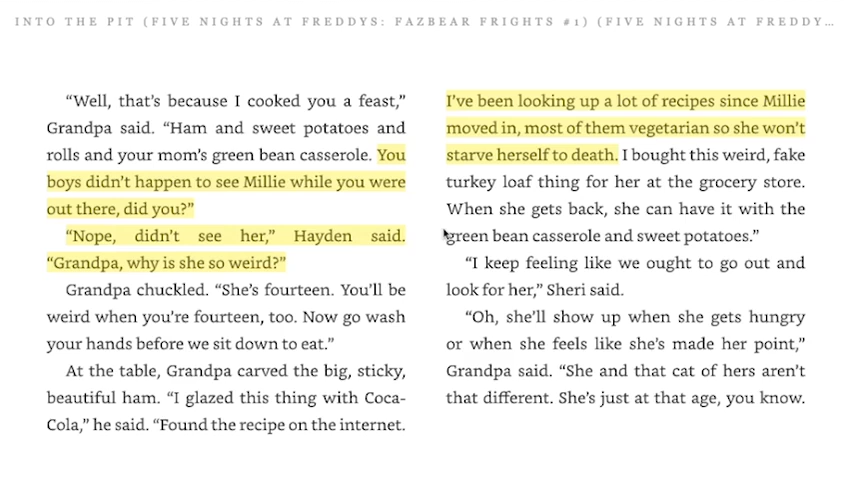 INTO THE PIT (FIVE NIGHTS AT FREDDYS: FAZBEAR FRIGHTS #1) (FIVE NIGHTS AT FREDDY…
“Well, that’s because I cooked you a feast,”
Grandpa said. “Ham and sweet potatoes and
rolls and your mom’s green bean casserole. You
boys didn’t happen to see Millie while you were
out there, did you?”
“Nope, didn’t see her,” Hayden said.
“Grandpa, why is she so weird?”
Grandpa chuckled. “She’s fourteen. You’ll be
weird when you’re fourteen, too. Now go wash
your hands before we sit down to eat.”
At the table, Grandpa carved the big, sticky,
beautiful ham. “I glazed this thing with Coca-
Cola,” he said. “Found the recipe on the internet.
I’ve been looking up a lot of recipes since Millie
moved in, most of them vegetarian so she won’t
starve herself to death. I bought this weird, fake
turkey loaf thing for her at the grocery store.
When she gets back, she can have it with the
green bean casserole and sweet potatoes.”
“I keep feeling like we ought to go out and
look for her,” Sheri said.
“Oh, she’ll show up when she gets hungry
or when she feels like she’s made her point,”
Grandpa said. “She and that cat of hers aren’t
that different. She’s just at that age, you know.